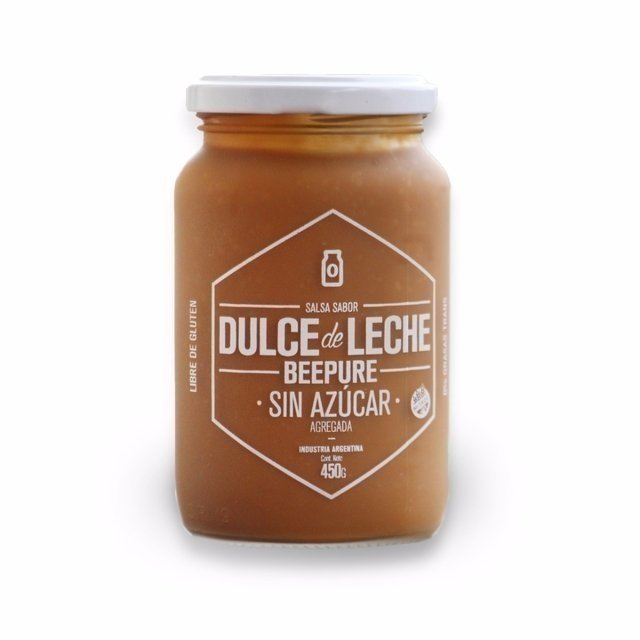 SALSA SABOR
DULCE de LECHE
BEEPURE
· SIN AZÚCAR ·
AGREGADA
INDUSTRIA ARGENTINA
Cont. Neto
450G
LIBRE DE GLUTEN
0% GRASAS TRANS